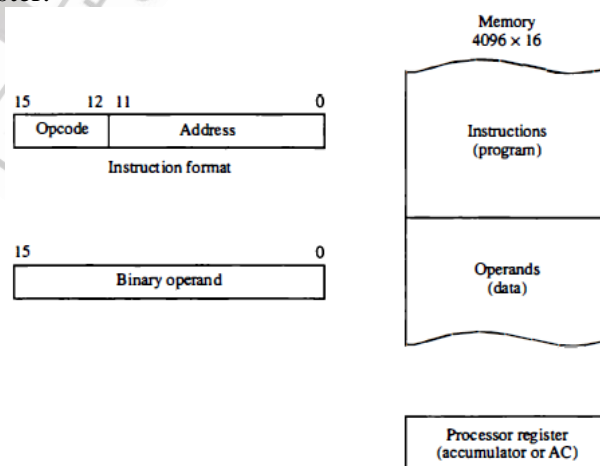 Memory
4096 × 16
15 12 11 0
Opcode Address
Instruction format
Instructions
(program)
15 0
Binary operand
Operands
(data)
Processor register
(accumulator or AC)